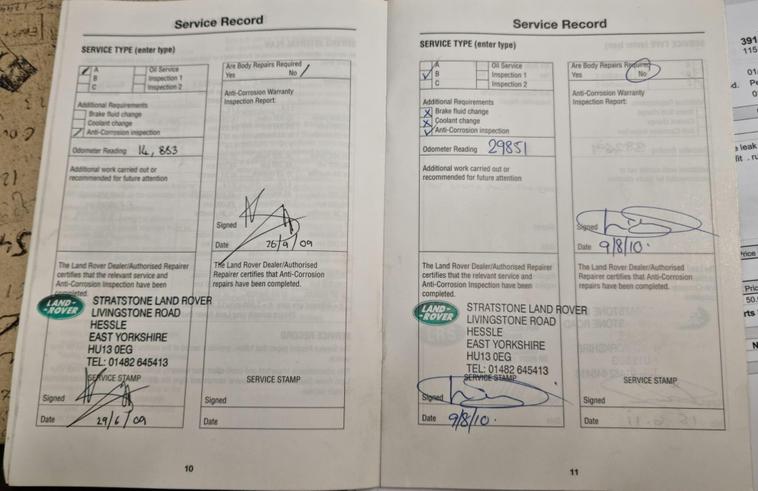 Service Record
SERVICE TYPE (enter type)
A
Oil Service
B
Inspection 1
C
Inspection 2
Additional Requirements
Brake fluid change
Coolant change
Anti-Corrosion inspection
Odometer Reading 14,853
Additional work carried out or
recommended for future attention
Are Body Repairs Required
Yes No
Anti-Corrosion Warranty
Inspection Report:
Signed
Date 26/9/09
The Land Rover Dealer/Authorised
Repairer certifies that Anti-Corrosion
repairs have been completed.
The Land Rover Dealer/Authorised Repairer
certifies that the relevant service and
Anti-Corrosion Inspection have been
completed.
LAND-
-ROVER
STRATSTONE LAND ROVER
LIVINGSTONE ROAD
HESSLE
EAST YORKSHIRE
HU13 0EG
TEL: 01482 645413
SERVICE STAMP
Signed
Date 29/6/09
SERVICE STAMP
Signed
Date
10
Service Record
SERVICE TYPE (enter type)
A
Oil Service
B
Inspection 1
C
Inspection 2
Additional Requirements
Brake fluid change
Coolant change
Anti-Corrosion inspection
Odometer Reading 29851
Additional work carried out or
recommended for future attention
Are Body Repairs Required
Yes No
Anti-Corrosion Warranty
Inspection Report:
Signed
Date 9/8/10.
The Land Rover Dealer/Authorised Repairer
certifies that the relevant service and
Anti-Corrosion Inspection have been
completed.
LAND-
-ROVER
STRATSTONE LAND ROVER
LIVINGSTONE ROAD
HESSLE
EAST YORKSHIRE
HU13 0EG
TEL: 01482 645413
SERVICE STAMP
Signed
Date 9/8/10.
The Land Rover Dealer/Authorised
Repairer certifies that Anti-Corrosion
repairs have been completed.
SERVICE STAMP
Signed
Date
11
391
115
leak